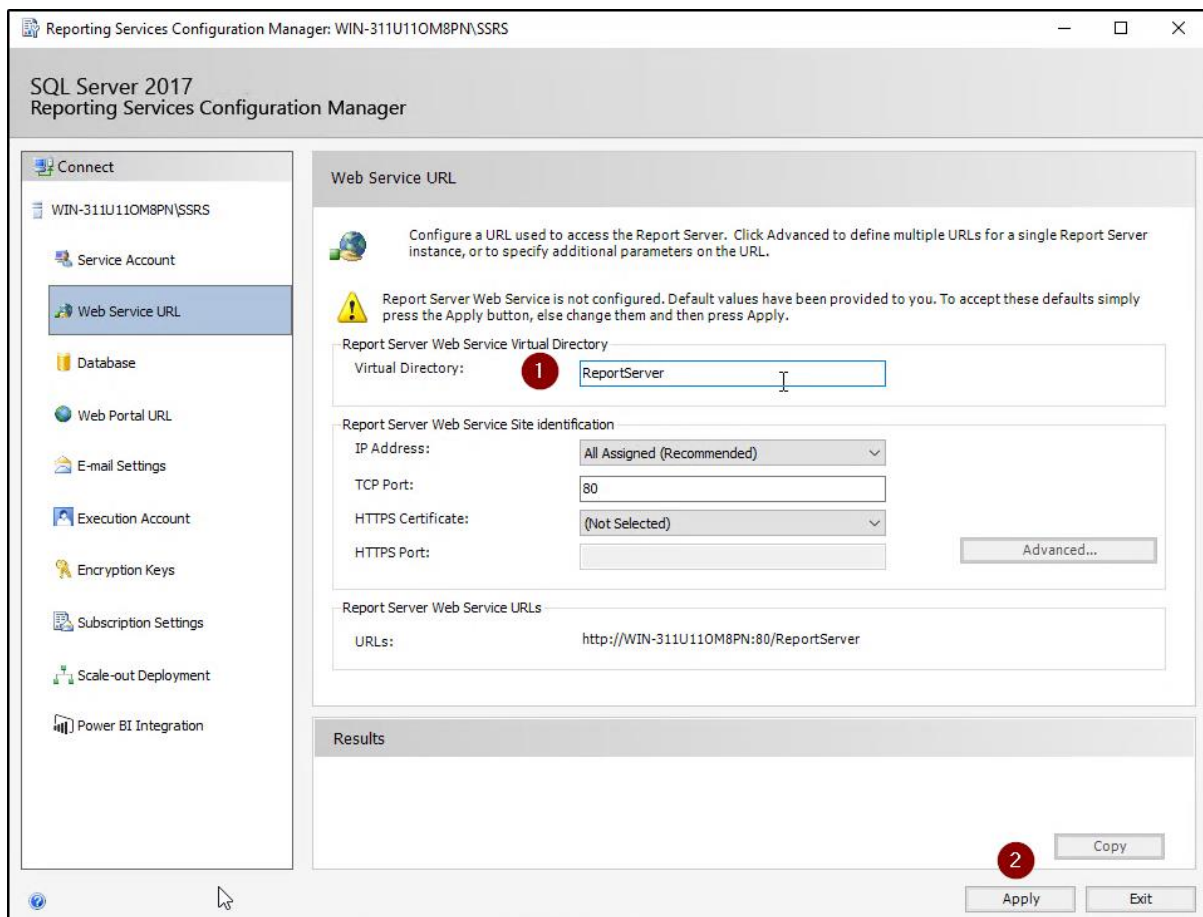 Reporting Services Configuration Manager: WIN-311U11OM8PN\SSRS
SQL Server 2017
Reporting Services Configuration Manager
Connect
WIN-311U11OM8PN\SSRS
Service Account
Web Service URL
Database
Web Portal URL
E-mail Settings
Execution Account
Encryption Keys
Subscription Settings
Scale-out Deployment
Power BI Integration
Web Service URL
Configure a URL used to access the Report Server. Click Advanced to define multiple URLs for a single Report Server
instance, or to specify additional parameters on the URL.
Report Server Web Service is not configured. Default values have been provided to you. To accept these defaults simply
press the Apply button, else change them and then press Apply.
Report Server Web Service Virtual Directory
Virtual Directory: 1 ReportServer
Report Server Web Service Site identification
IP Address: All Assigned (Recommended)
TCP Port: 80
HTTPS Certificate: (Not Selected)
HTTPS Port:
Advanced...
Report Server Web Service URLs
URLs: http://WIN-311U11OM8PN:80/ReportServer
Results
Copy
2
Apply Exit